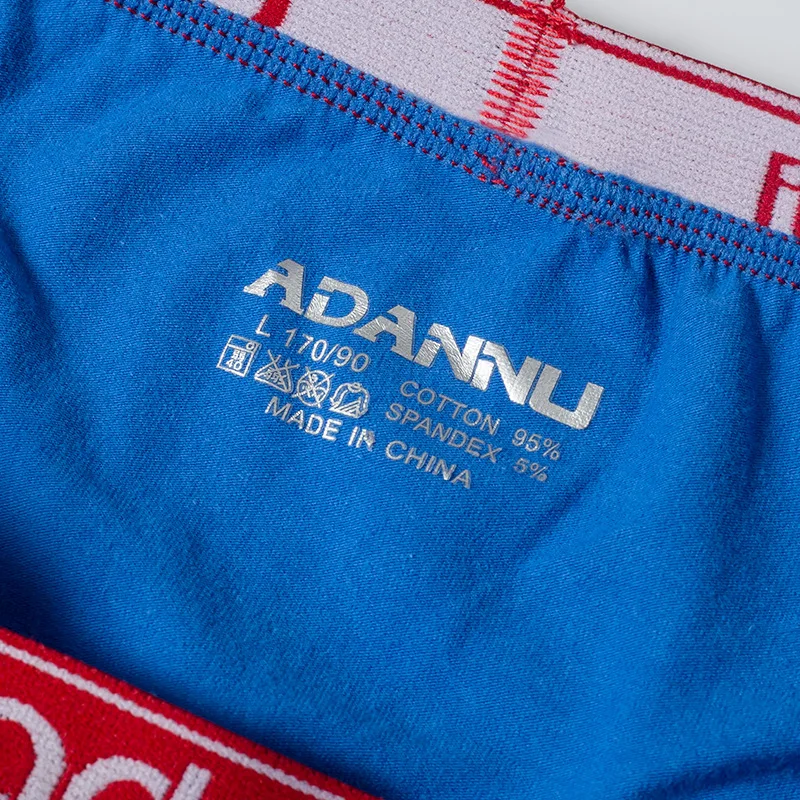 ADANNU
L 170/90
COTTON 95%
SPANDEX 5%
MADE IN CHINA